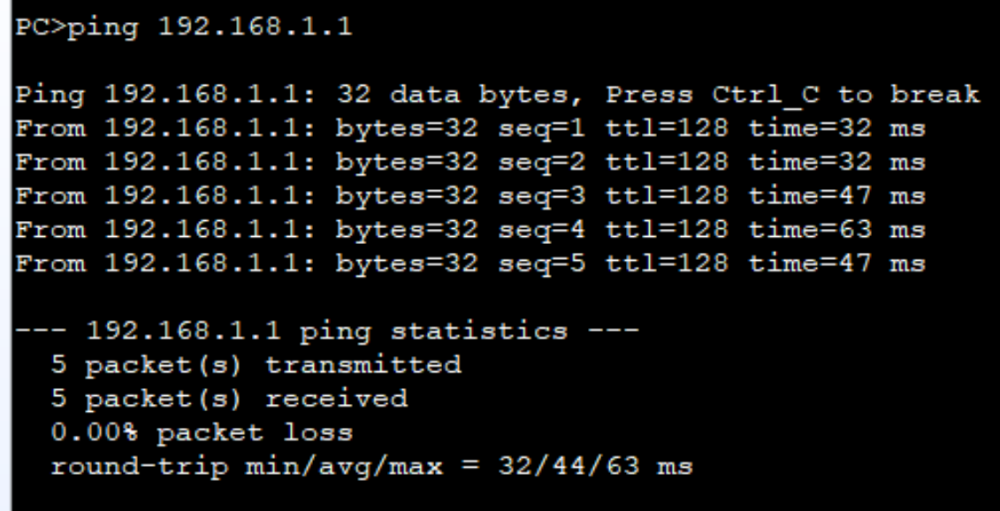 PC>ping 192.168.1.1
Ping 192.168.1.1: 32 data bytes, Press Ctrl_C to break
From 192.168.1.1: bytes=32 seq=1 ttl=128 time=32 ms
From 192.168.1.1: bytes=32 seq=2 ttl=128 time=32 ms
From 192.168.1.1: bytes=32 seq=3 ttl=128 time=47 ms
From 192.168.1.1: bytes=32 seq=4 ttl=128 time=63 ms
From 192.168.1.1: bytes=32 seq=5 ttl=128 time=47 ms
--- 192.168.1.1 ping statistics ---
5 packet(s) transmitted
5 packet(s) received
0.00% packet loss
round-trip min/avg/max = 32/44/63 ms